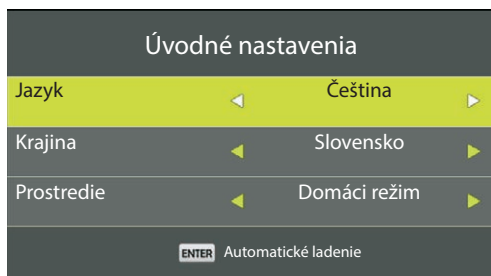 Úvodné nastavenia
Jazyk Čeština
Krajina Slovensko
Prostredie Domáci režim
ENTER Automatické ladenie